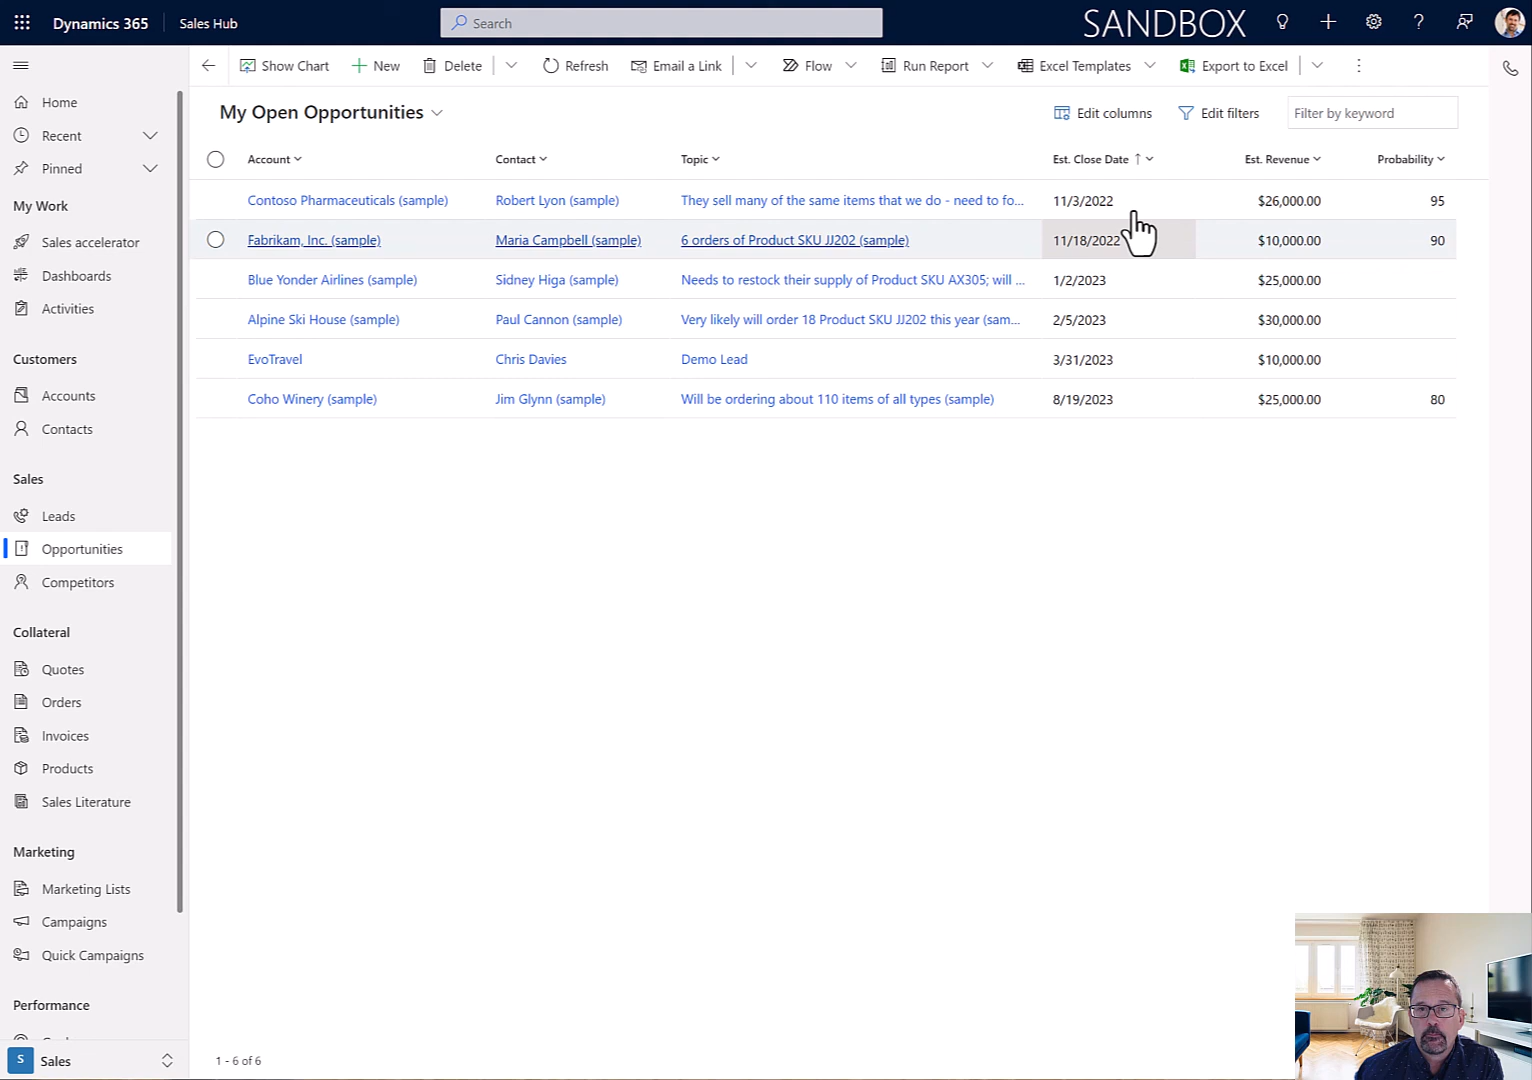 Dynamics 365
Sales Hub
Search
SANDBOX
Show Chart
New
Delete
Refresh
Email a Link
Flow
Run Report
Excel Templates
Export to Excel
Home
Recent
Pinned
My Work
Sales accelerator
Dashboards
Activities
Customers
Accounts
Contacts
Sales
Leads
Opportunities
Competitors
Collateral
Quotes
Orders
Invoices
Products
Sales Literature
Marketing
Marketing Lists
Campaigns
Quick Campaigns
Performance
S Sales
My Open Opportunities
Edit columns
Edit filters
Filter by keyword
Account Contact Topic Est. Close Date ↑ Est. Revenue Probability
Contoso Pharmaceuticals (sample) Robert Lyon (sample) They sell many of the same items that we do - need to fo... 11/3/2022 $26,000.00 95
Fabrikam, Inc. (sample) Maria Campbell (sample) 6 orders of Product SKU JJ202 (sample) 11/18/2022 $10,000.00 90
Blue Yonder Airlines (sample) Sidney Higa (sample) Needs to restock their supply of Product SKU AX305; will ... 1/2/2023 $25,000.00
Alpine Ski House (sample) Paul Cannon (sample) Very likely will order 18 Product SKU JJ202 this year (sam... 2/5/2023 $30,000.00
EvoTravel Chris Davies Demo Lead 3/31/2023 $10,000.00
Coho Winery (sample) Jim Glynn (sample) Will be ordering about 110 items of all types (sample) 8/19/2023 $25,000.00 80
1 - 6 of 6